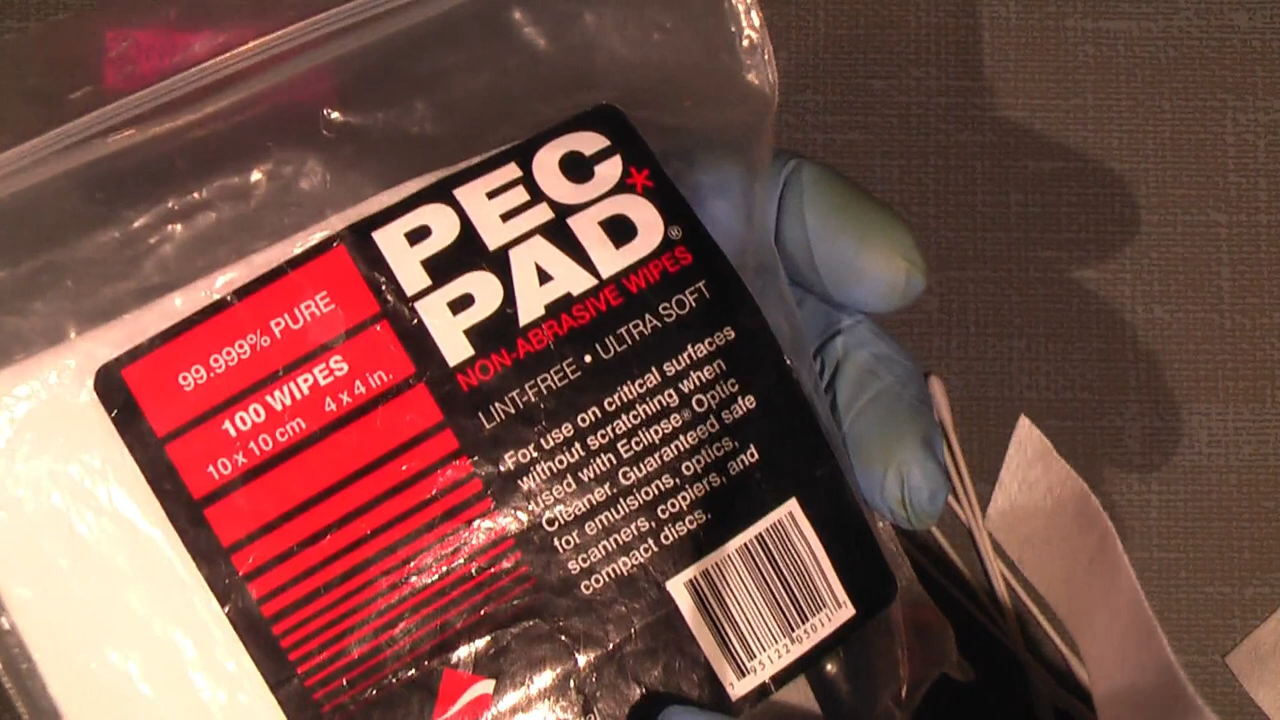 PEC
PAD®
*
NON-ABRASIVE WIPES
LINT-FREE • ULTRA SOFT
99.999% PURE
100 WIPES
10 x 10 cm 4 x 4 in.
For use on critical surfaces
without scratching when
used with Eclipse® Optic
Cleaner. Guaranteed safe
for emulsions, optics,
scanners, copiers, and
compact discs.